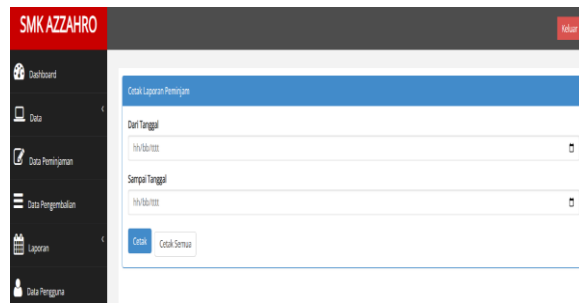 SMK AZZAHRO
Keluar
Dashboard
Data
Data Peminjaman
Data Pengembalian
Laporan
Data Pengguna
Cetak Laporan Peminjam
Dari Tanggal
hh/bb/tttt
Sampai Tanggal
hh/bb/tttt
Cetak Cetak Semua